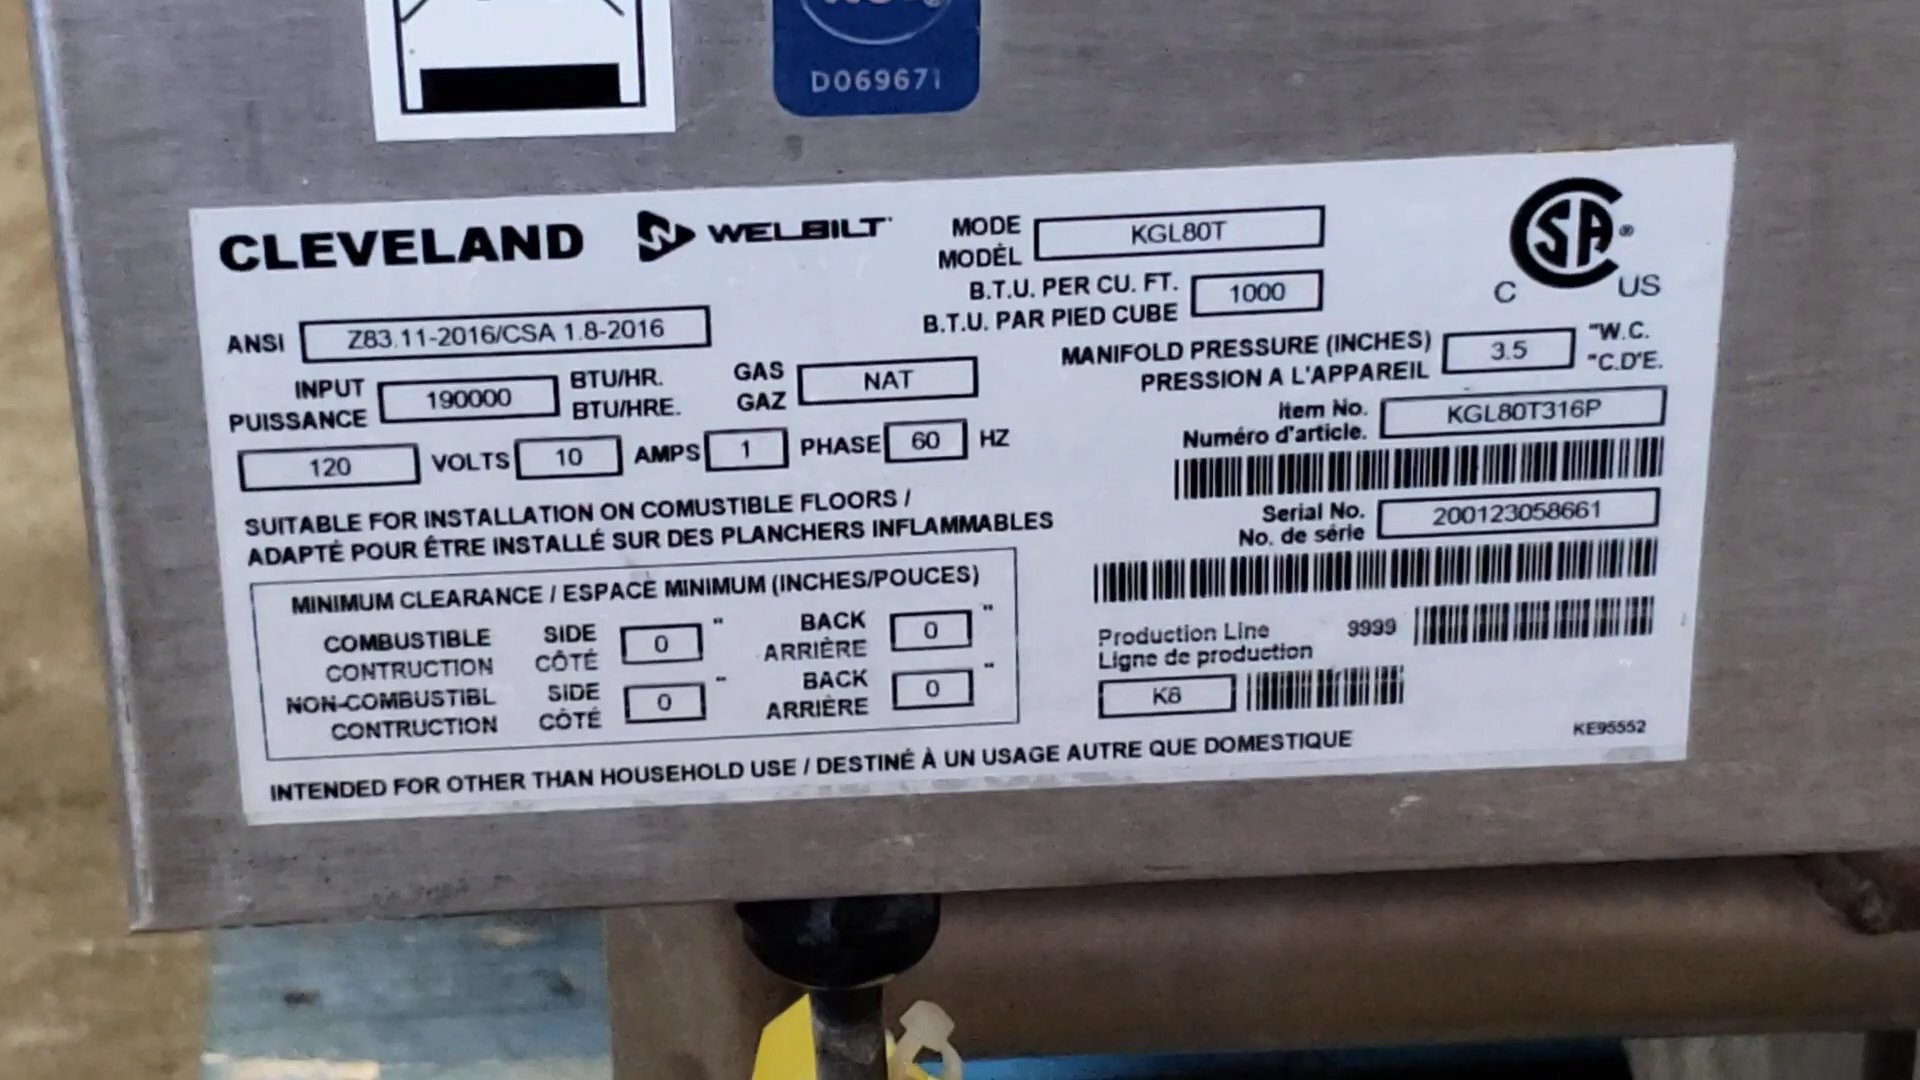 D069671
CLEVELAND
WELBILT
MODE
MODÈL
KGL80T
B.T.U. PER CU. FT.
B.T.U. PAR PIED CUBE
1000
CSA®
C US
ANSI Z83.11-2016/CSA 1.8-2016
MANIFOLD PRESSURE (INCHES)
PRESSION A L'APPAREIL
3.5
"W.C.
"C.D'E.
INPUT
PUISSANCE
190000
BTU/HR.
BTU/HRE.
GAS
GAZ
NAT
Item No.
Numéro d'article.
KGL80T316P
120 VOLTS 10 AMPS 1 PHASE 60 HZ
Serial No.
No. de série
200123058661
SUITABLE FOR INSTALLATION ON COMUSTIBLE FLOORS /
ADAPTÉ POUR ÊTRE INSTALLÉ SUR DES PLANCHERS INFLAMMABLES
MINIMUM CLEARANCE / ESPACE MINIMUM (INCHES/POUCES)
COMBUSTIBLE
CONTRUCTION
SIDE
CÔTÉ
0 "
BACK
ARRIÈRE
0 "
NON-COMBUSTIBL
CONTRUCTION
SIDE
CÔTÉ
0 "
BACK
ARRIÈRE
0 "
Production Line
Ligne de production
9999
K8
KE95552
INTENDED FOR OTHER THAN HOUSEHOLD USE / DESTINÉ À UN USAGE AUTRE QUE DOMESTIQUE